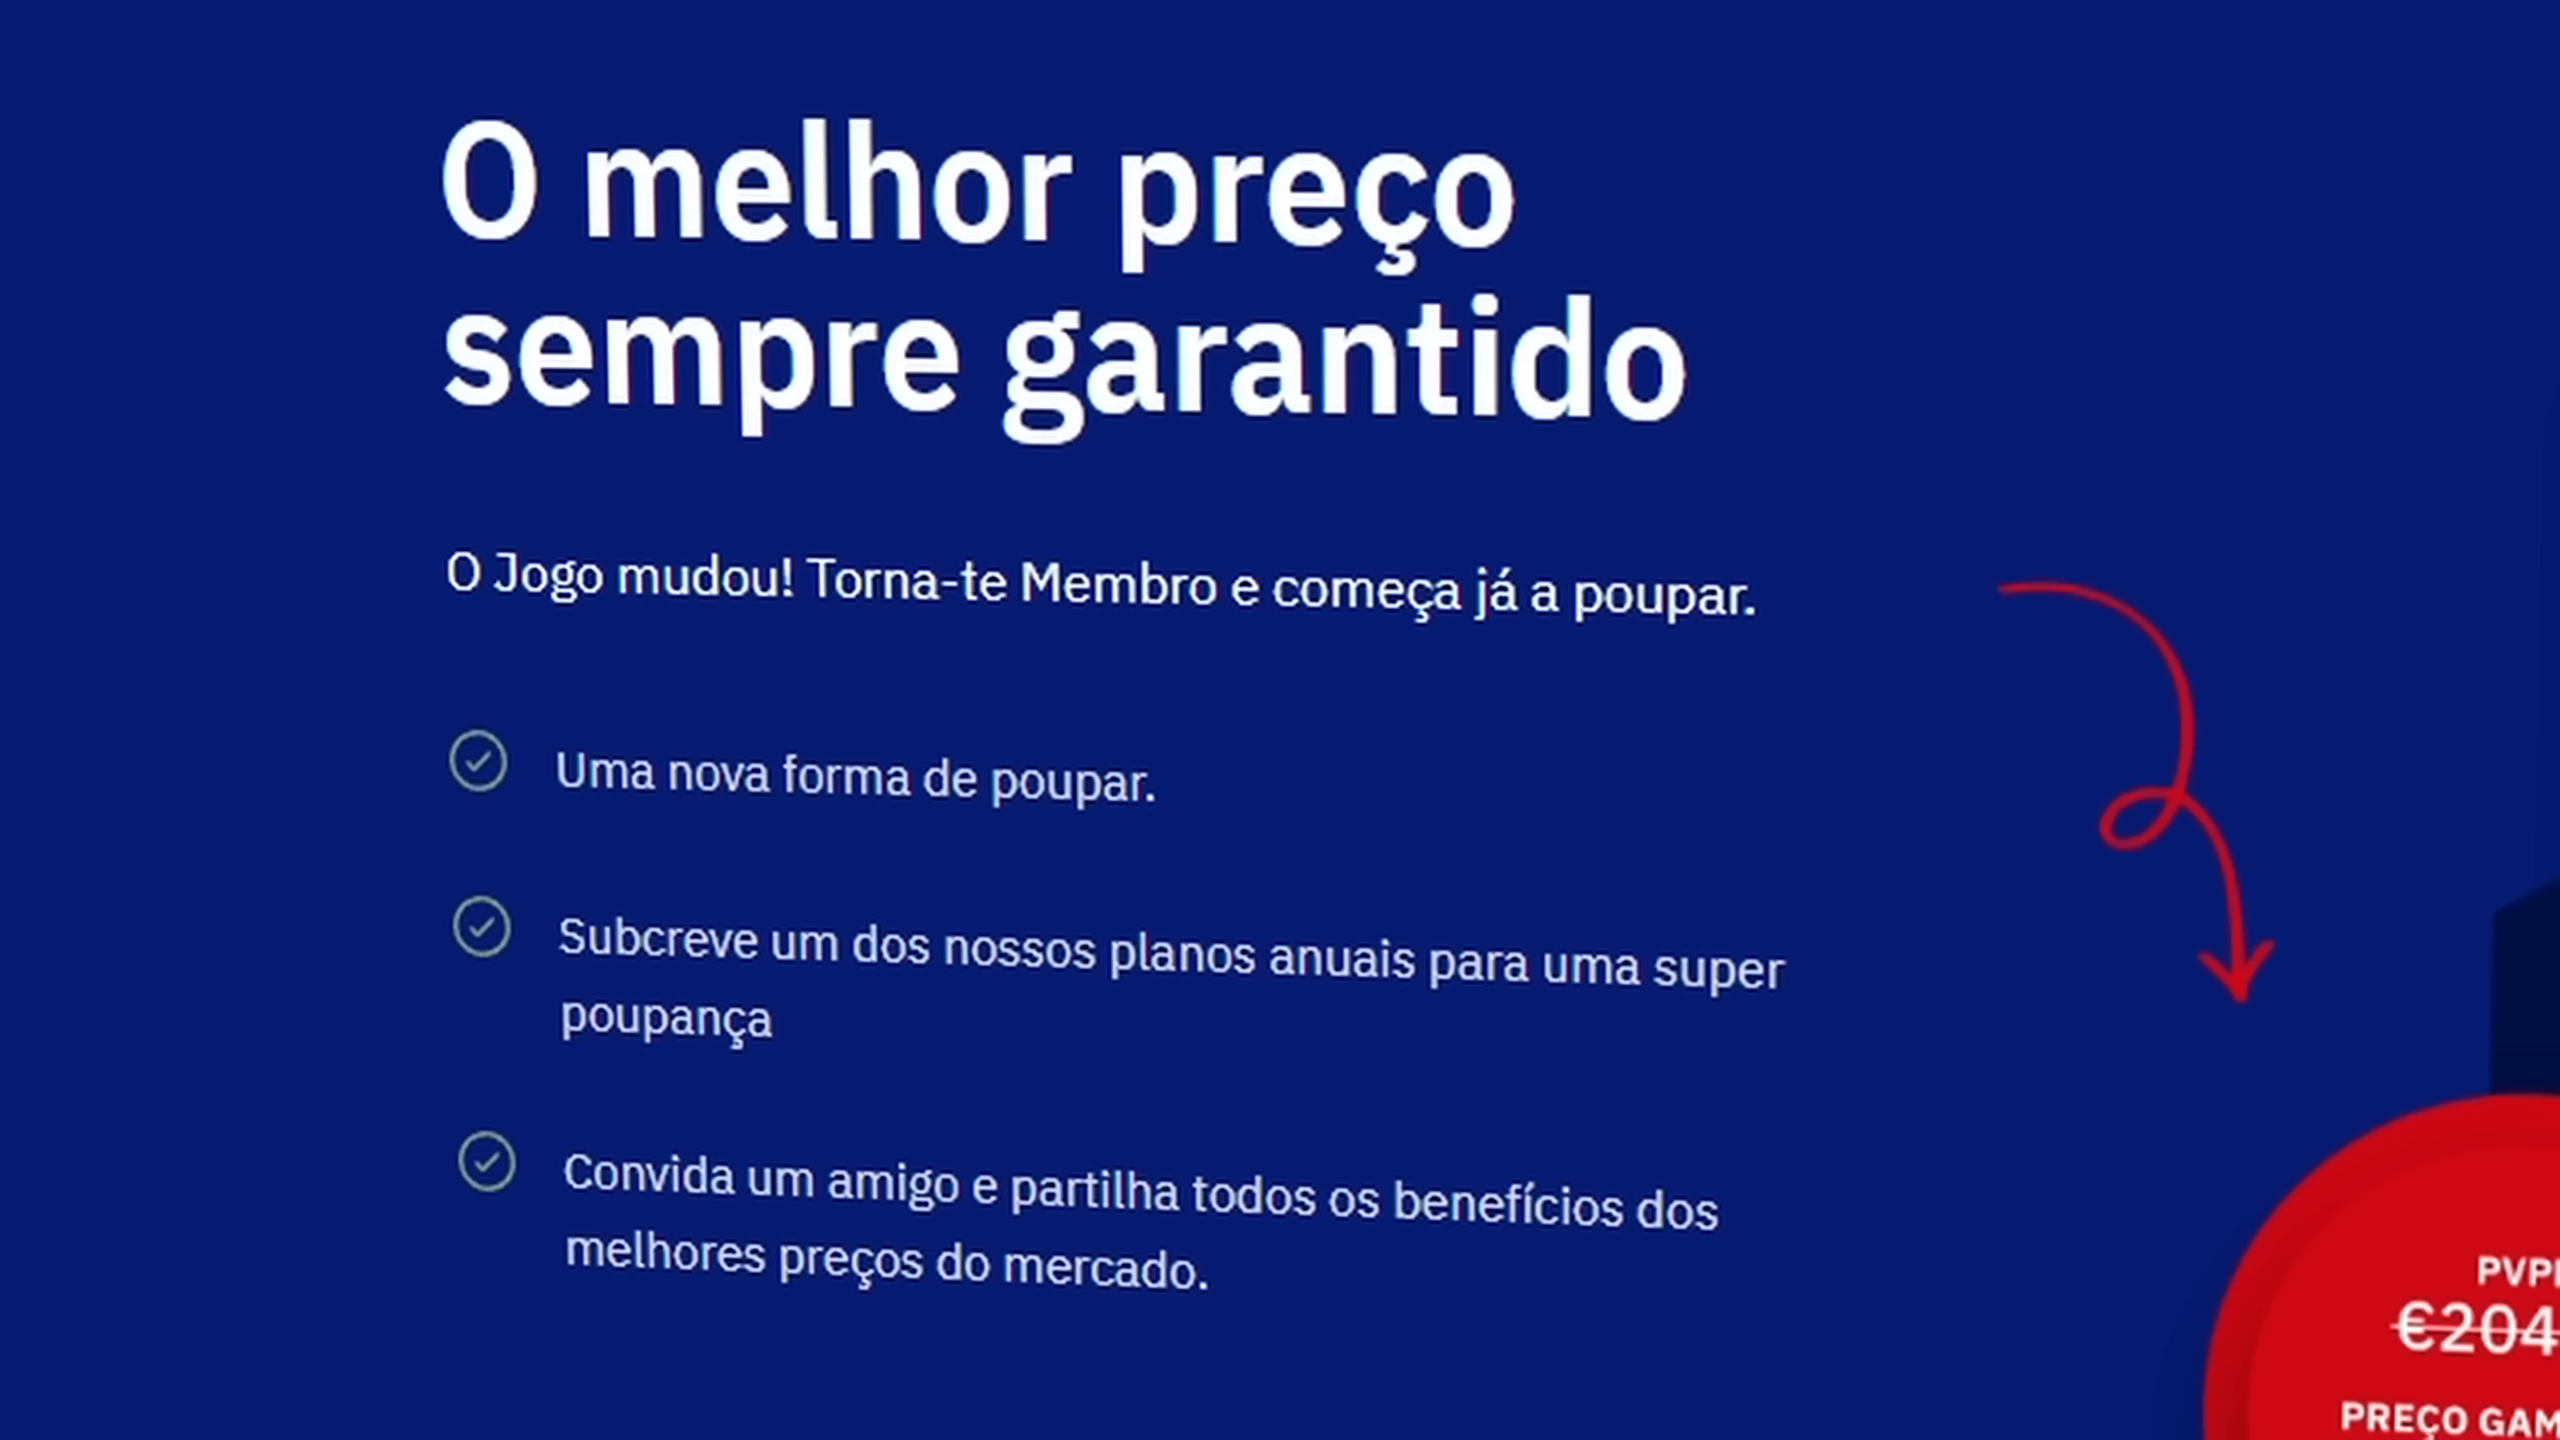 O melhor preço
sempre garantido
O Jogo mudou! Torna-te Membro e começa já a poupar.
Uma nova forma de poupar.
Subcreve um dos nossos planos anuais para uma super
poupança
Convida um amigo e partilha todos os benefícios dos
melhores preços do mercado.
€204
PREÇO